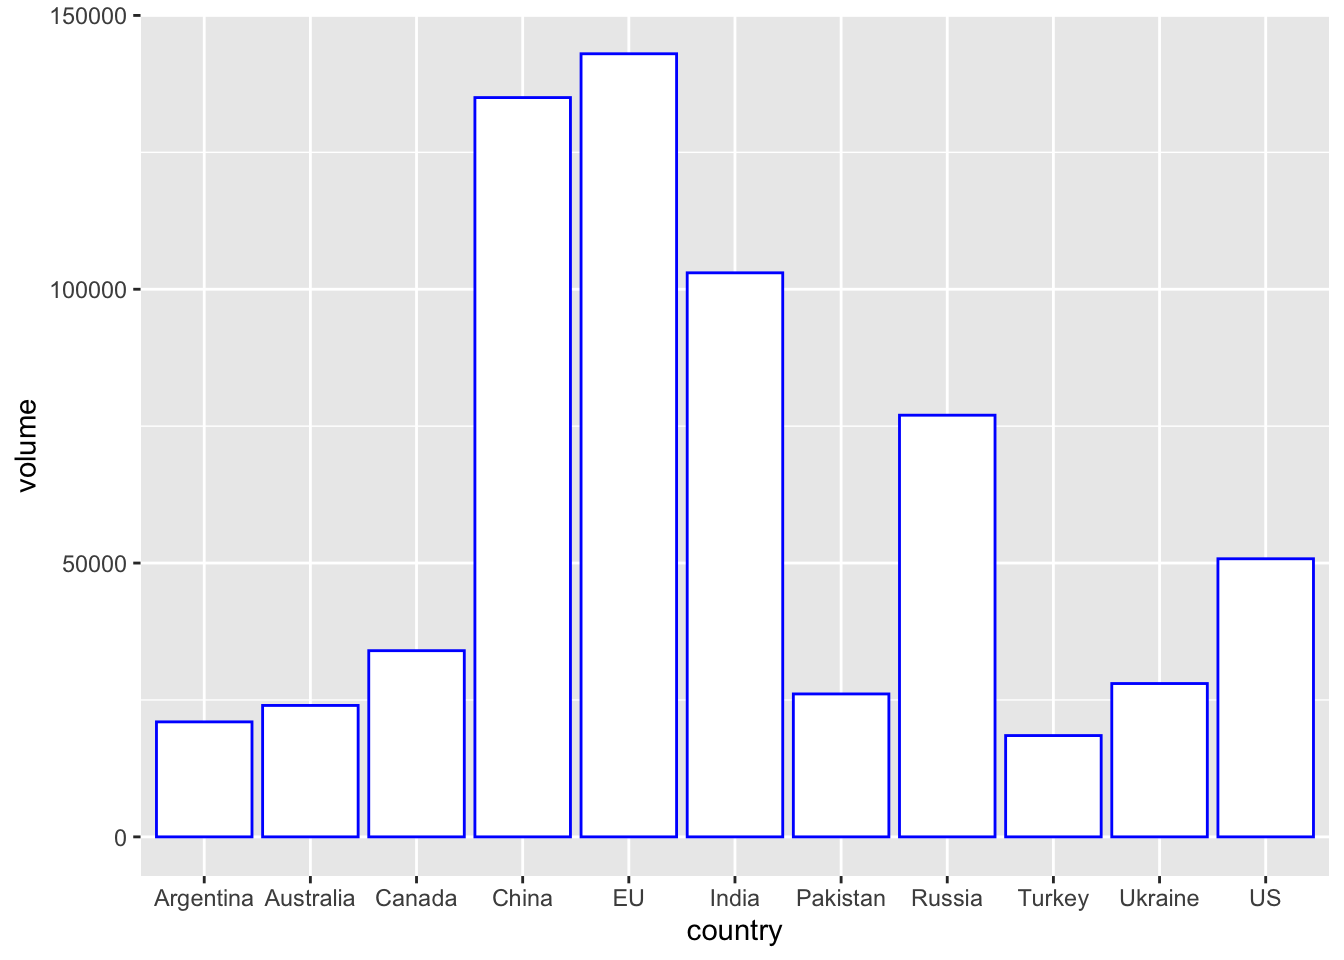 150000
100000
50000
0
volume
Argentina Australia Canada China EU India Pakistan Russia Turkey Ukraine US
country